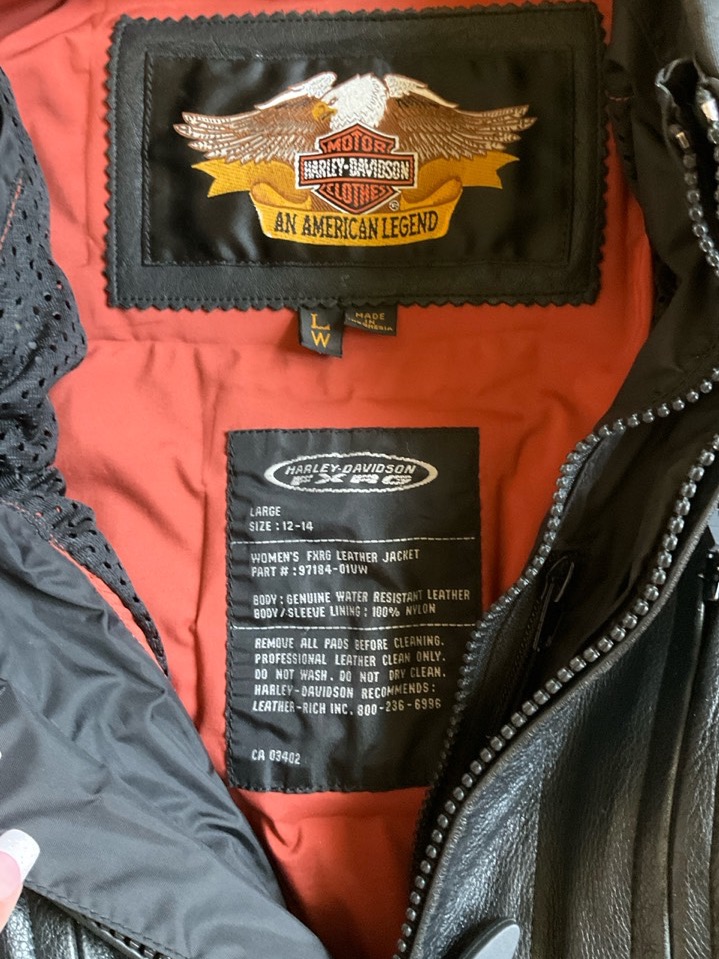 MOTOR
HARLEY-DAVIDSON
CLOTHES
®
AN AMERICAN LEGEND
L
W
MADE
IN
HARLEY-DAVIDSON
FXRG
LARGE
SIZE : 12-14
WOMEN'S FXRG LEATHER JACKET
PART # : 97184-01VW
BODY : GENUINE WATER RESISTANT LEATHER
BODY/SLEEVE LINING : 100% NYLON
REMOVE ALL PADS BEFORE CLEANING.
PROFESSIONAL LEATHER CLEAN ONLY.
DO NOT WASH. DO NOT DRY CLEAN.
HARLEY-DAVIDSON RECOMMENDS :
LEATHER-RICH INC. 800-236-6996
CA 03402